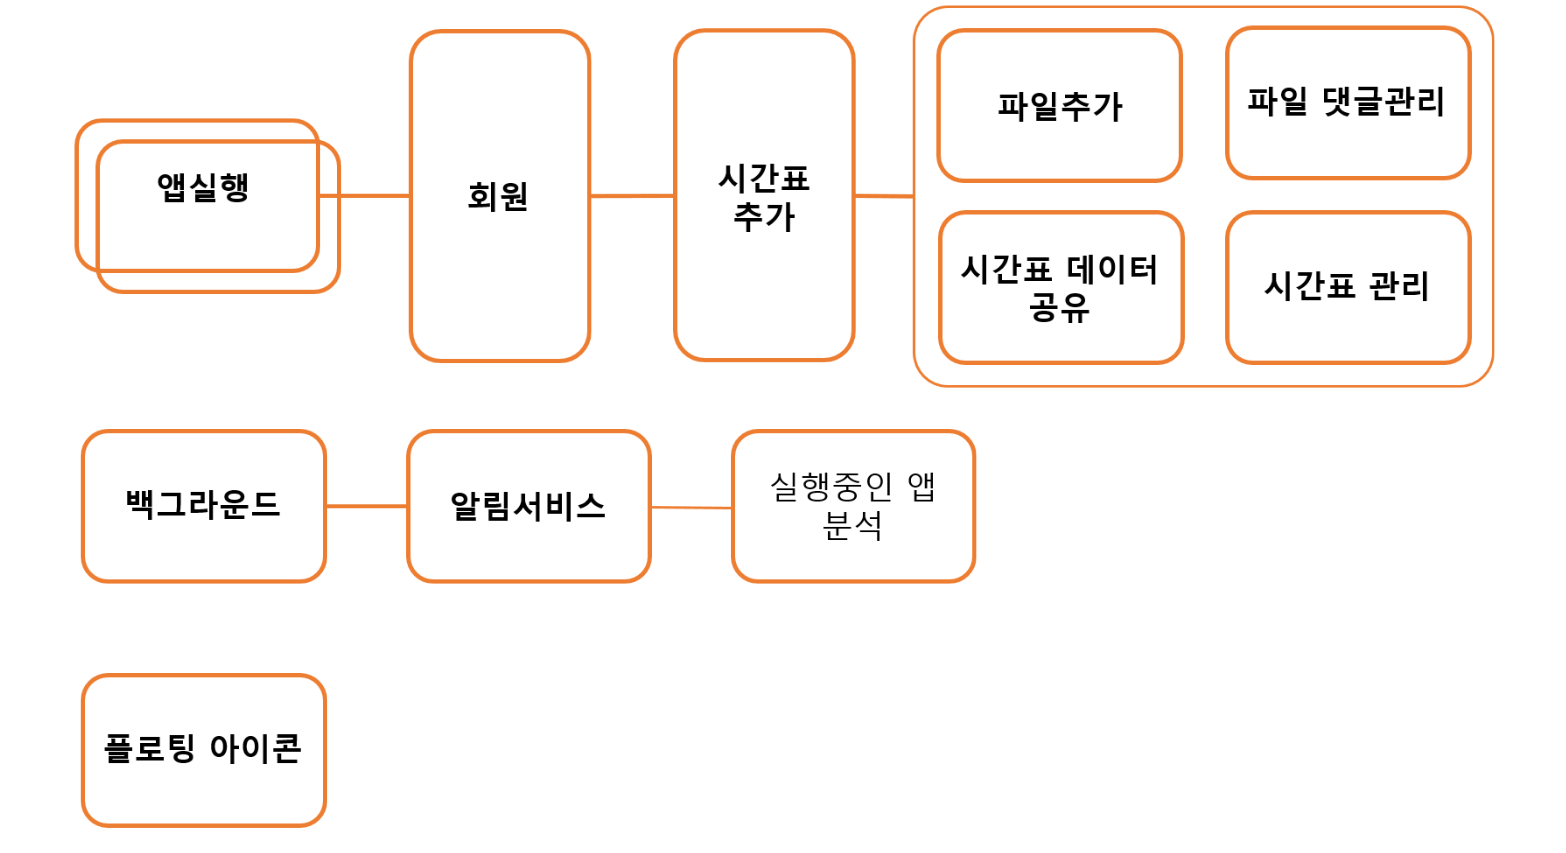 앱실행
회원
시간표
추가
파일추가
파일 댓글관리
시간표 데이터
공유
시간표 관리
백그라운드
알림서비스
실행중인 앱
분석
플로팅 아이콘